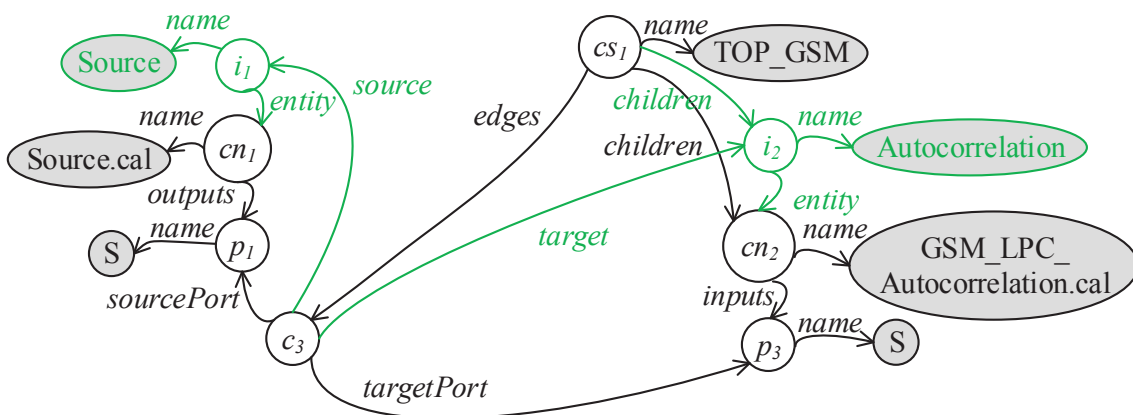 name
Source
i1
source
entity
name
cn1
Source.cal
outputs
name
S
p1
sourcePort
c3
targetPort
edges
target
cs1
name
TOP_GSM
children
children
name
i2
Autocorrelation
entity
name
cn2
GSM_LPC_
Autocorrelation.cal
inputs
name
p3
S